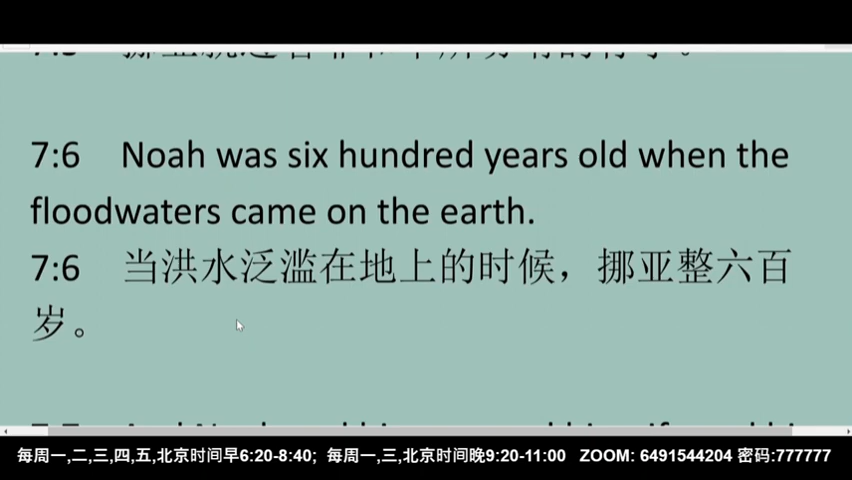 7:6 Noah was six hundred years old when the
floodwaters came on the earth.
7:6 当洪水泛滥在地上的时候，挪亚整六百
岁。
每周一,二,三,四,五,北京时间早6:20-8:40; 每周一,三,北京时间晚9:20-11:00 ZOOM: 6491544204 密码:777777